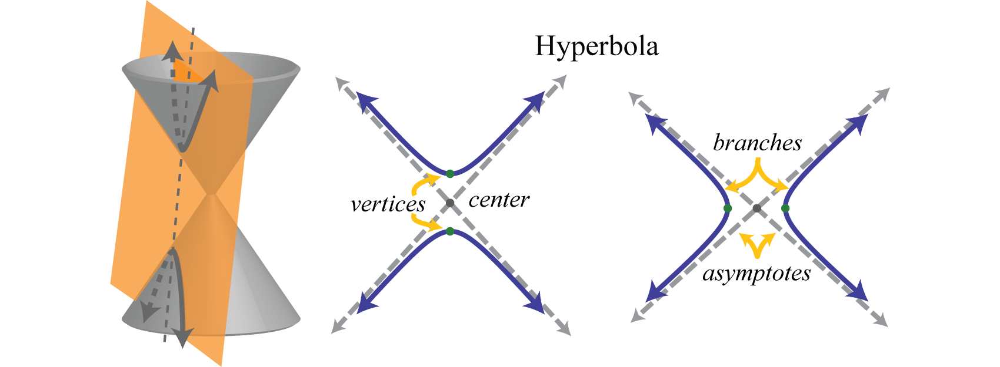 Hyperbola
branches
vertices
center
asymptotes